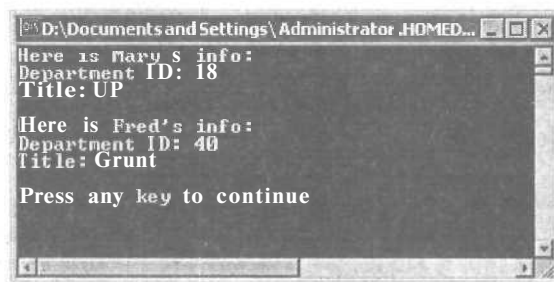 D:\Documents and Settings\Administrator.HOMED...
Here is Mary s info:
Department ID: 18
Title: UP
Here is Fred's info:
Department ID: 40
Title: Grunt
Press any key to continue